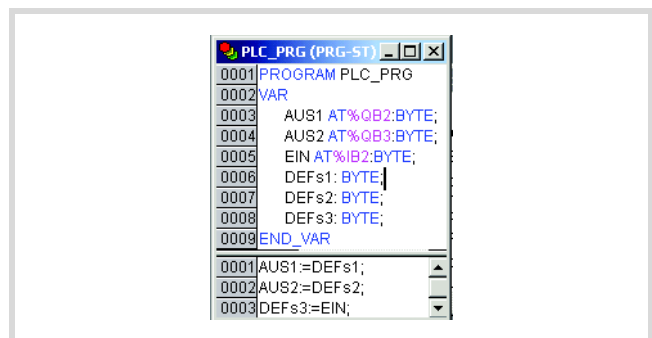 PLC_PRG (PRG-ST)
0001 PROGRAM PLC_PRG
0002 VAR
0003 AUS1 AT%QB2:BYTE;
0004 AUS2 AT%QB3:BYTE;
0005 EIN AT%IB2:BYTE;
0006 DEFs1: BYTE;
0007 DEFs2: BYTE;
0008 DEFs3: BYTE;
0009 END_VAR
0001 AUS1:=DEFs1;
0002 AUS2:=DEFs2;
0003 DEFs3:=EIN;